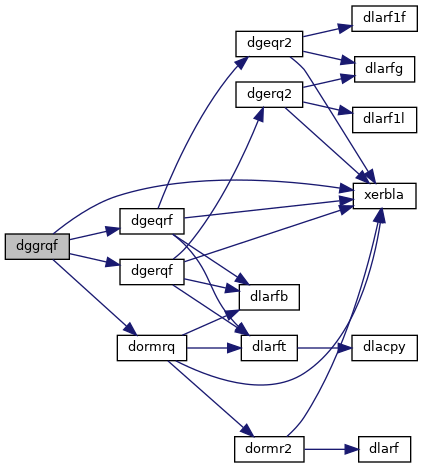 dggrqf
dgeqrf
dgerqf
dormrq
dgeqr2
dgerq2
dlarfb
dlarft
dormr2
dlarf1f
dlarfg
dlarf1l
xerbla
dlacpy
dlarf